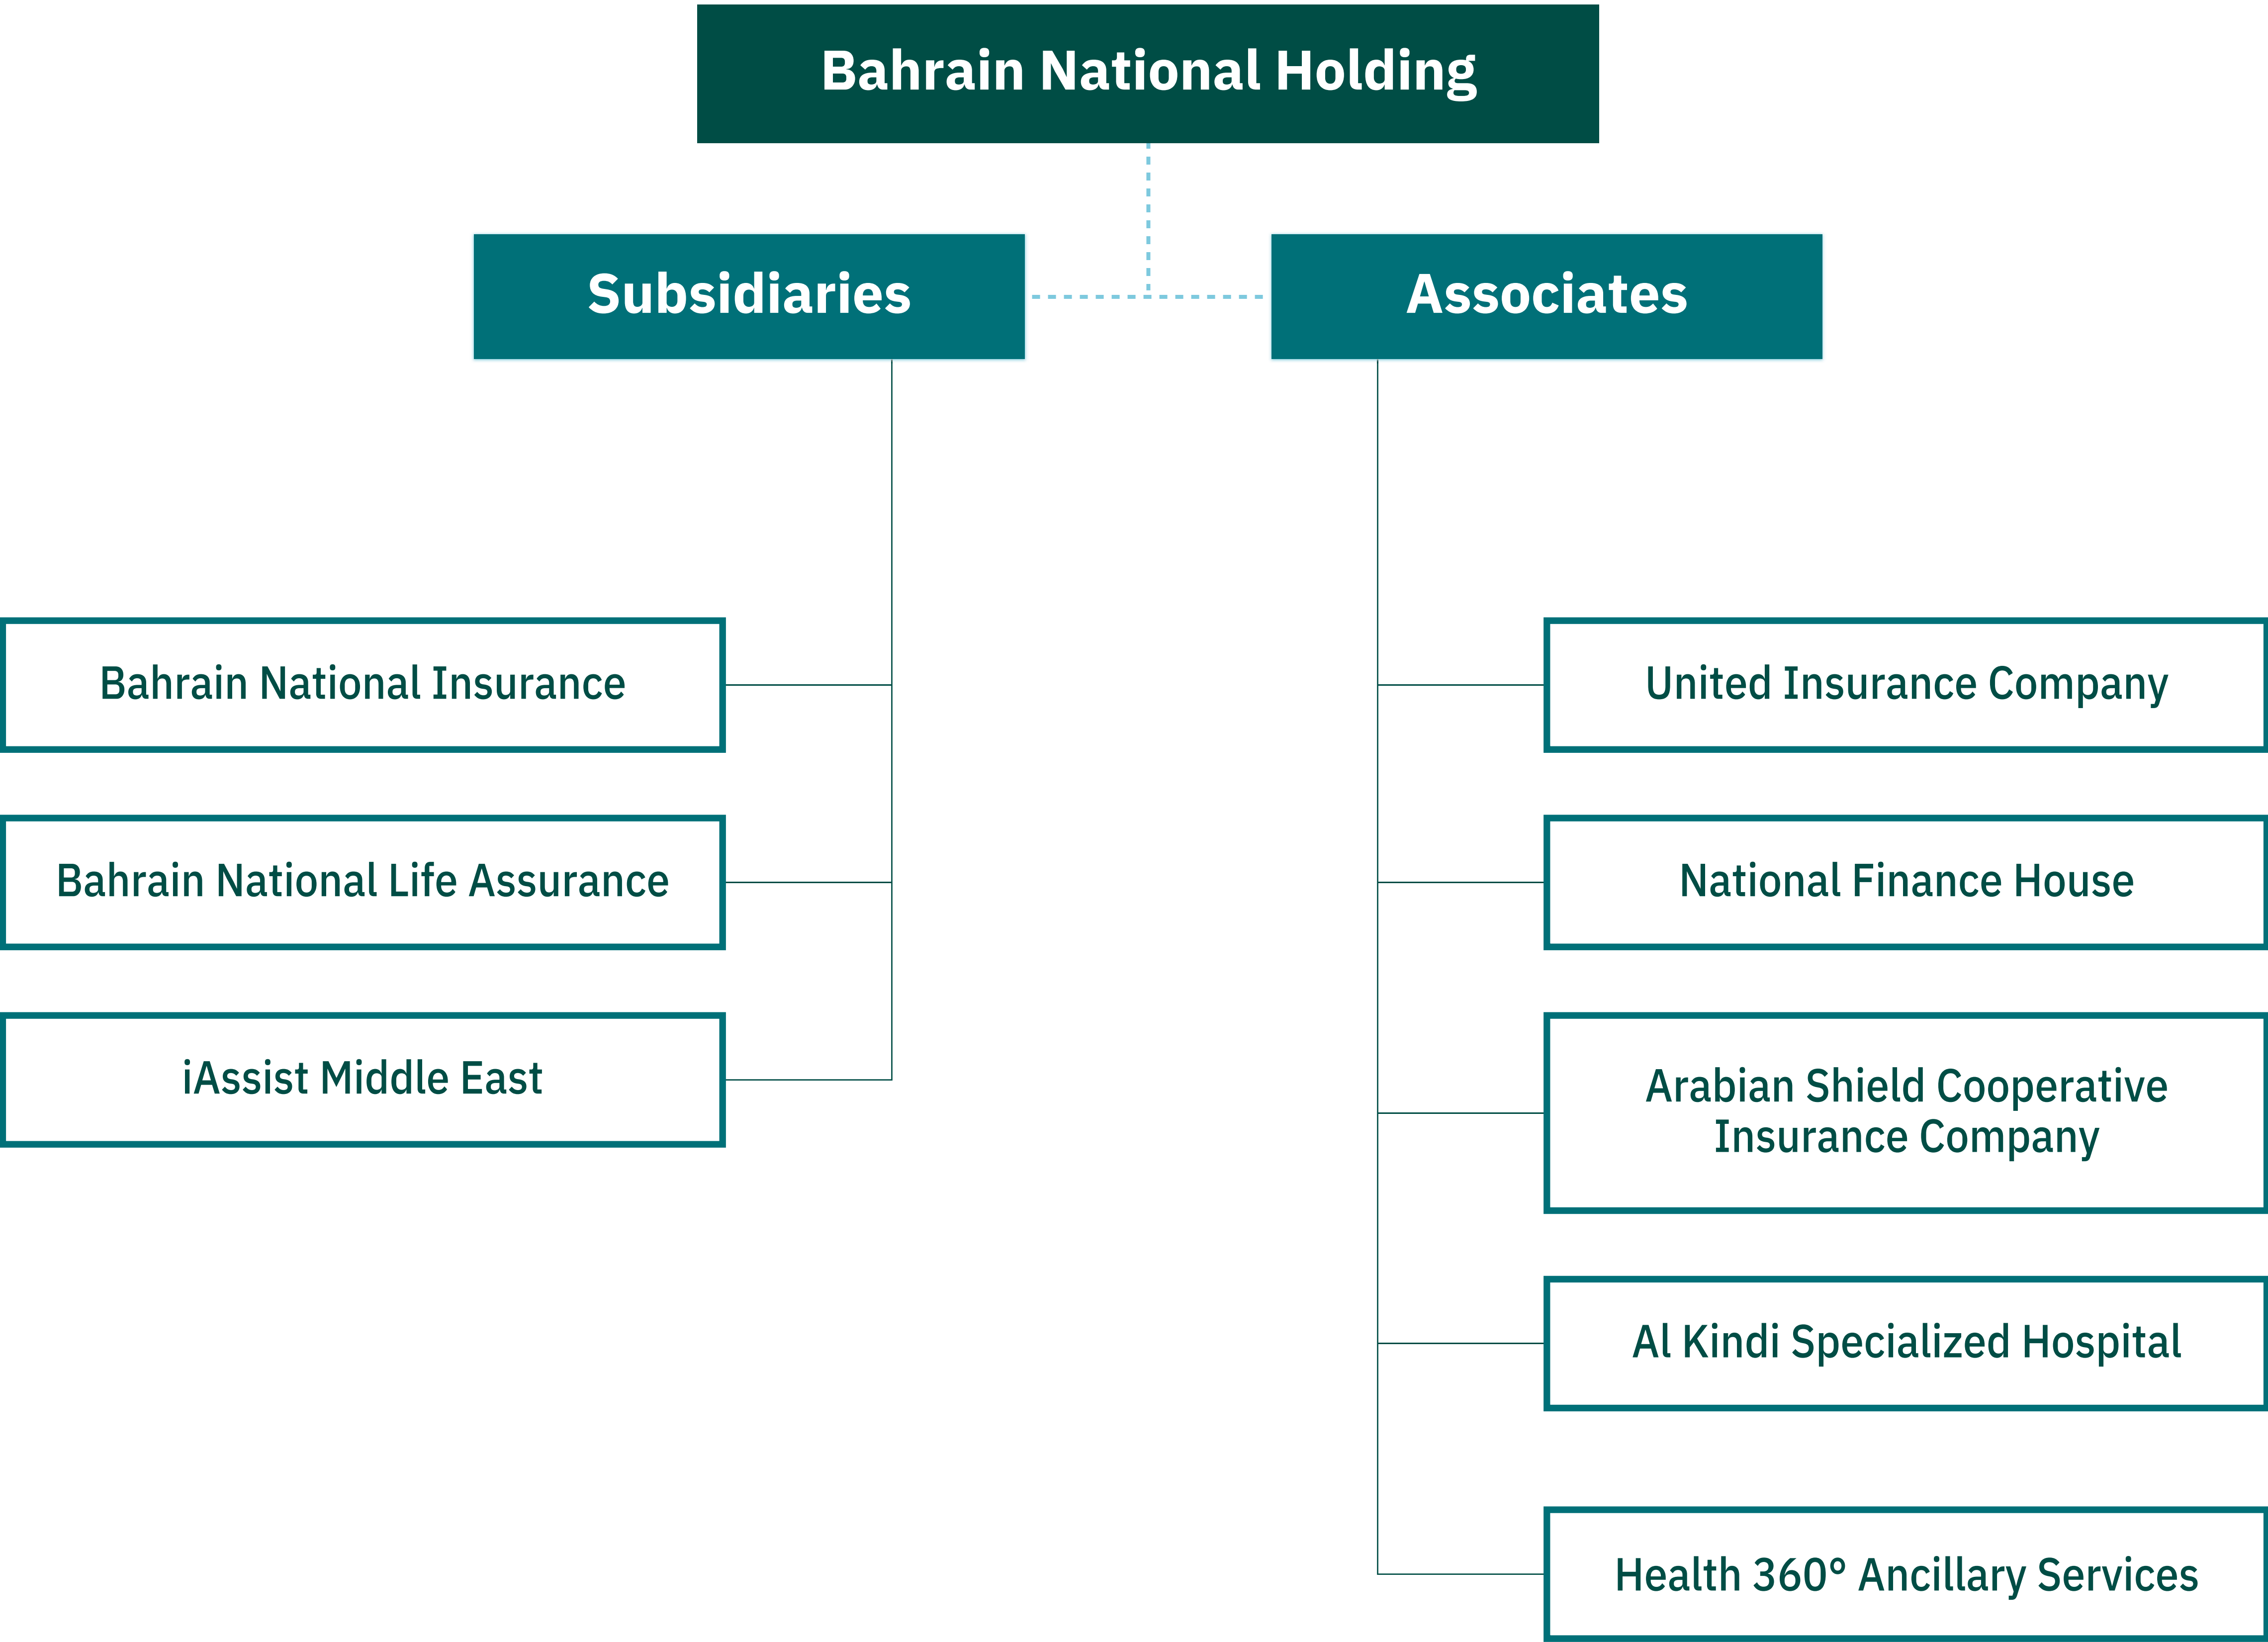 Bahrain National Holding
Subsidiaries
Associates
Bahrain National Insurance
Bahrain National Life Assurance
iAssist Middle East
United Insurance Company
National Finance House
Arabian Shield Cooperative
Insurance Company
Al Kindi Specialized Hospital
Health 360° Ancillary Services